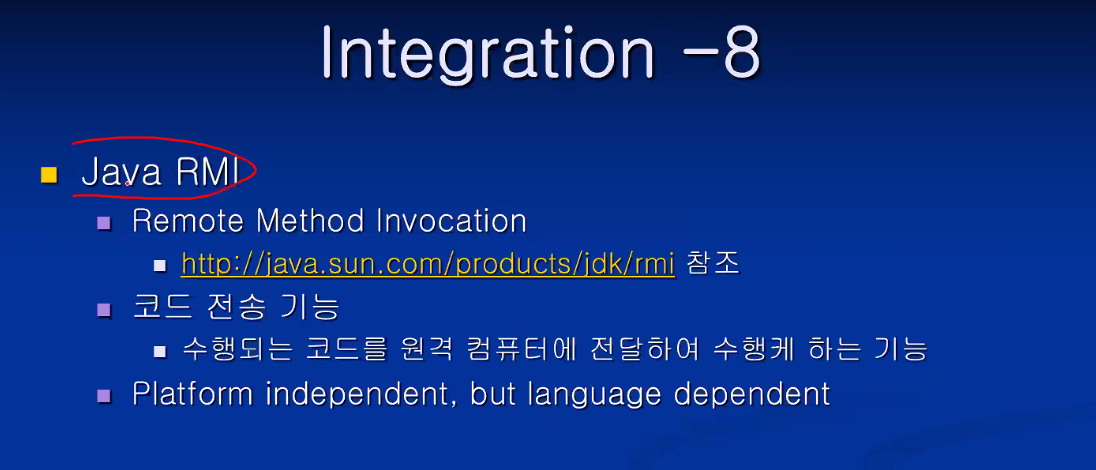 Integration -8
Java RMI
Remote Method Invocation
http://java.sun.com/products/jdk/rmi 참조
코드 전송 기능
수행되는 코드를 원격 컴퓨터에 전달하여 수행케 하는 기능
Platform independent, but language dependent